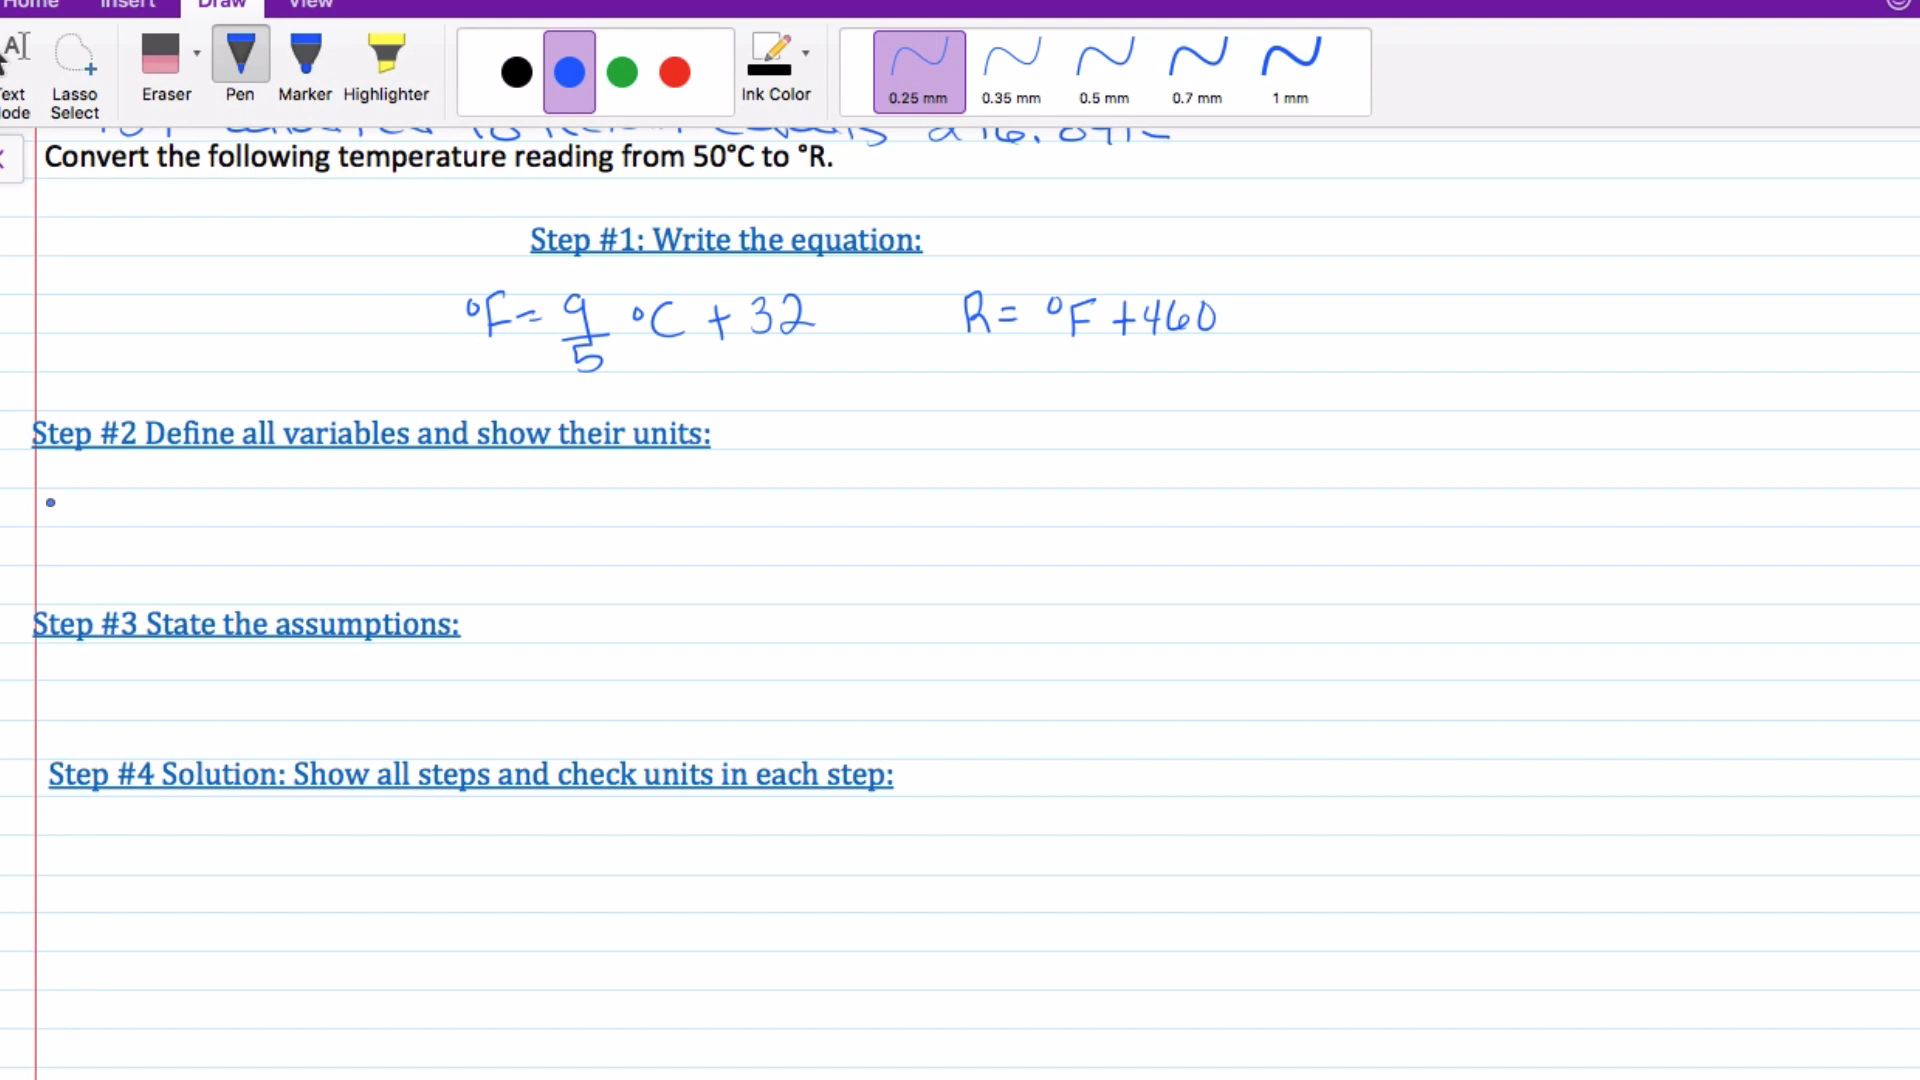 Home Insert Draw View
Text Mode Lasso Select Eraser Pen Marker Highlighter Ink Color 0.25 mm 0.35 mm 0.5 mm 0.7 mm 1 mm
Convert the following temperature reading from 50°C to °R.
Step #1: Write the equation:
°F = 9/5 °C + 32 R = °F + 460
Step #2 Define all variables and show their units:
Step #3 State the assumptions:
Step #4 Solution: Show all steps and check units in each step: